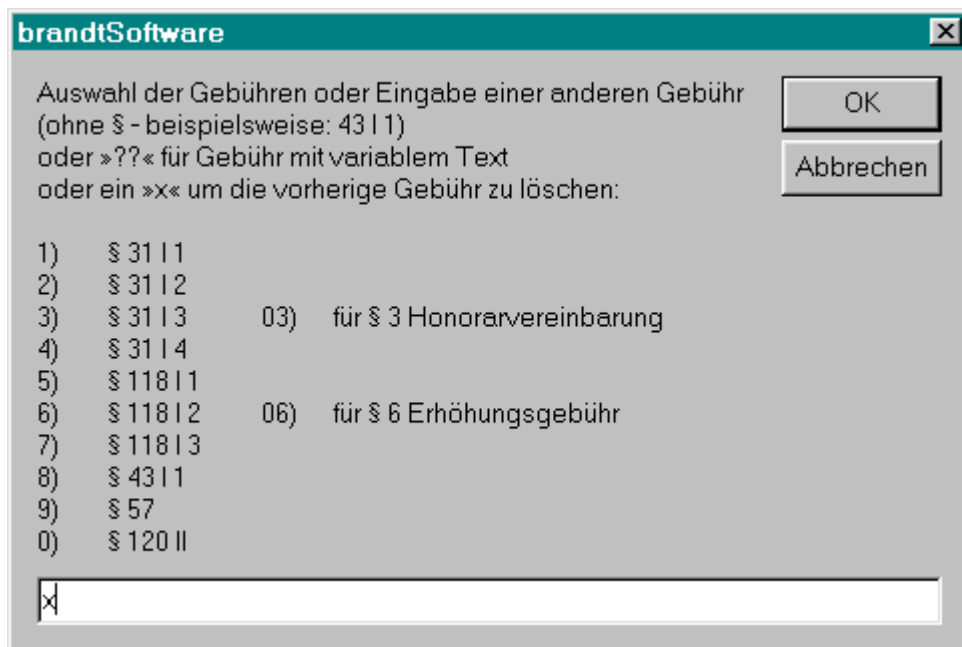 brandtSoftware
Auswahl der Gebühren oder Eingabe einer anderen Gebühr
(ohne § - beispielsweise: 43 I 1)
oder »??« für Gebühr mit variablem Text
oder ein »x« um die vorherige Gebühr zu löschen:
OK
Abbrechen
1) § 31 I 1
2) § 31 I 2
3) § 31 I 3 03) für § 3 Honorarvereinbarung
4) § 31 I 4
5) § 118 I 1
6) § 118 I 2 06) für § 6 Erhöhungsgebühr
7) § 118 I 3
8) § 43 I 1
9) § 57
0) § 120 II
x